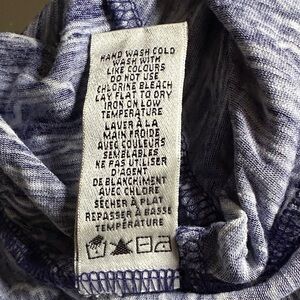 HAND WASH COLD
WASH WITH
LIKE COLOURS
DO NOT USE
CHLORINE BLEACH
LAY FLAT TO DRY
IRON ON LOW
TEMPERATURE
LAVER À LA
MAIN FROIDE
AVEC COULEURS
SEMBLABLES
NE PAS UTILISER
D'AGENT
DE BLANCHIMENT
AVEC CHLORE
SÉCHER À PLAT
REPASSER À BASSE
TEMPÉRATURE